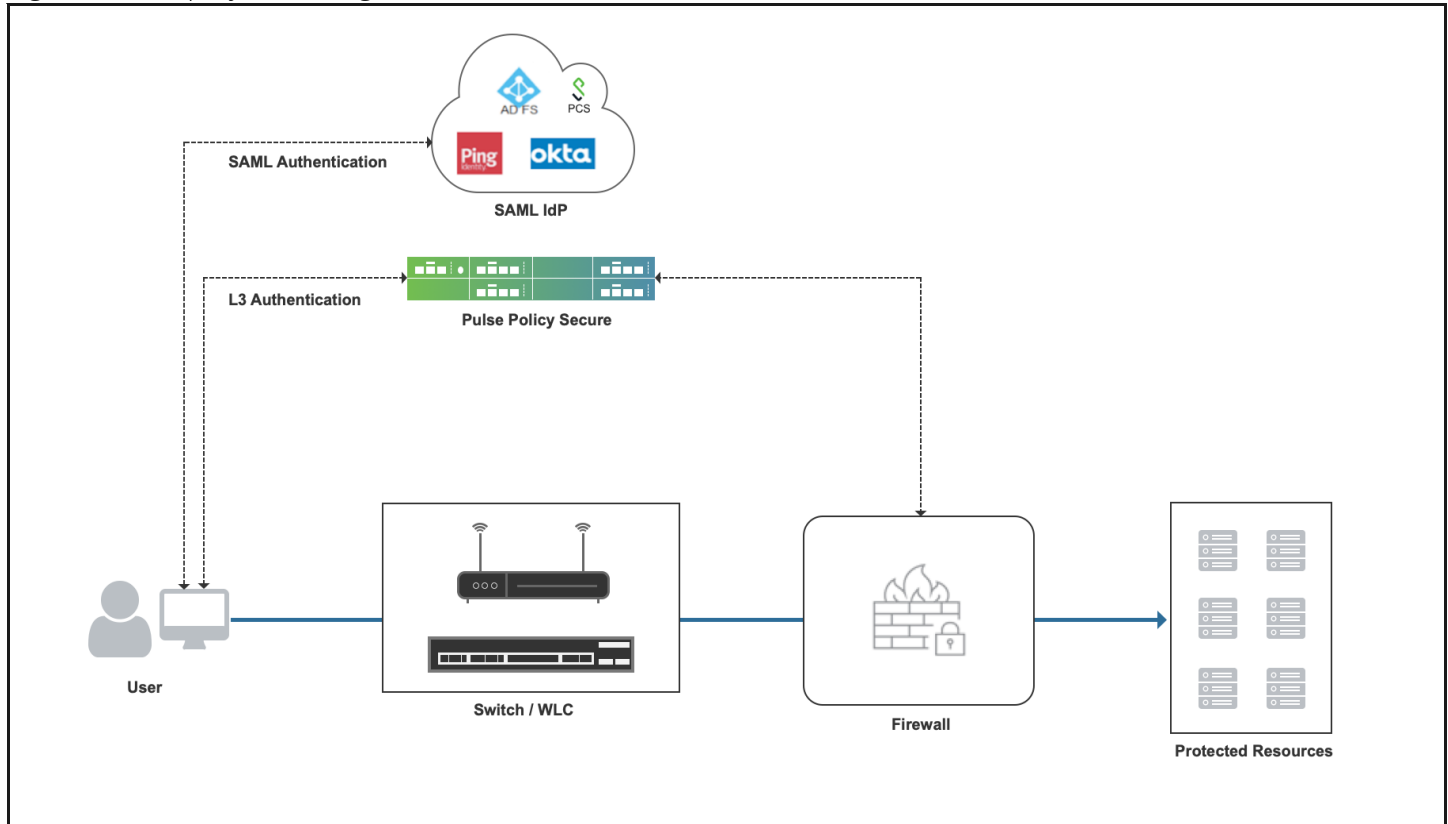 AD FS
PCS
Ping
Identity
okta
SAML Authentication
SAML IdP
L3 Authentication
Pulse Policy Secure
User
Switch / WLC
Firewall
Protected Resources